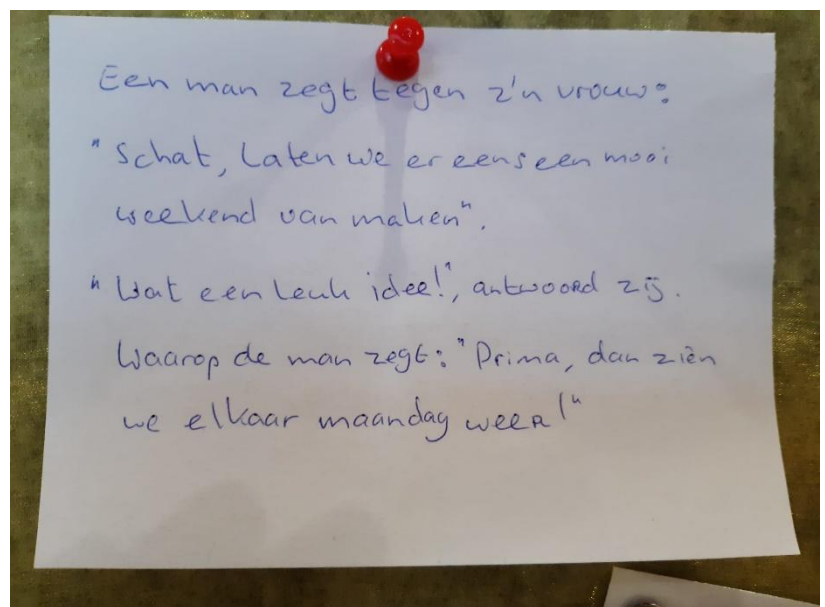 Een man zegt tegen z'n vrouw:
"Schat, laten we er eens een mooi
weekend van maken".
"Wat een leuk idee!", antwoord zij.
Waarop de man zegt: "Prima, dan zien
we elkaar maandag weer!"